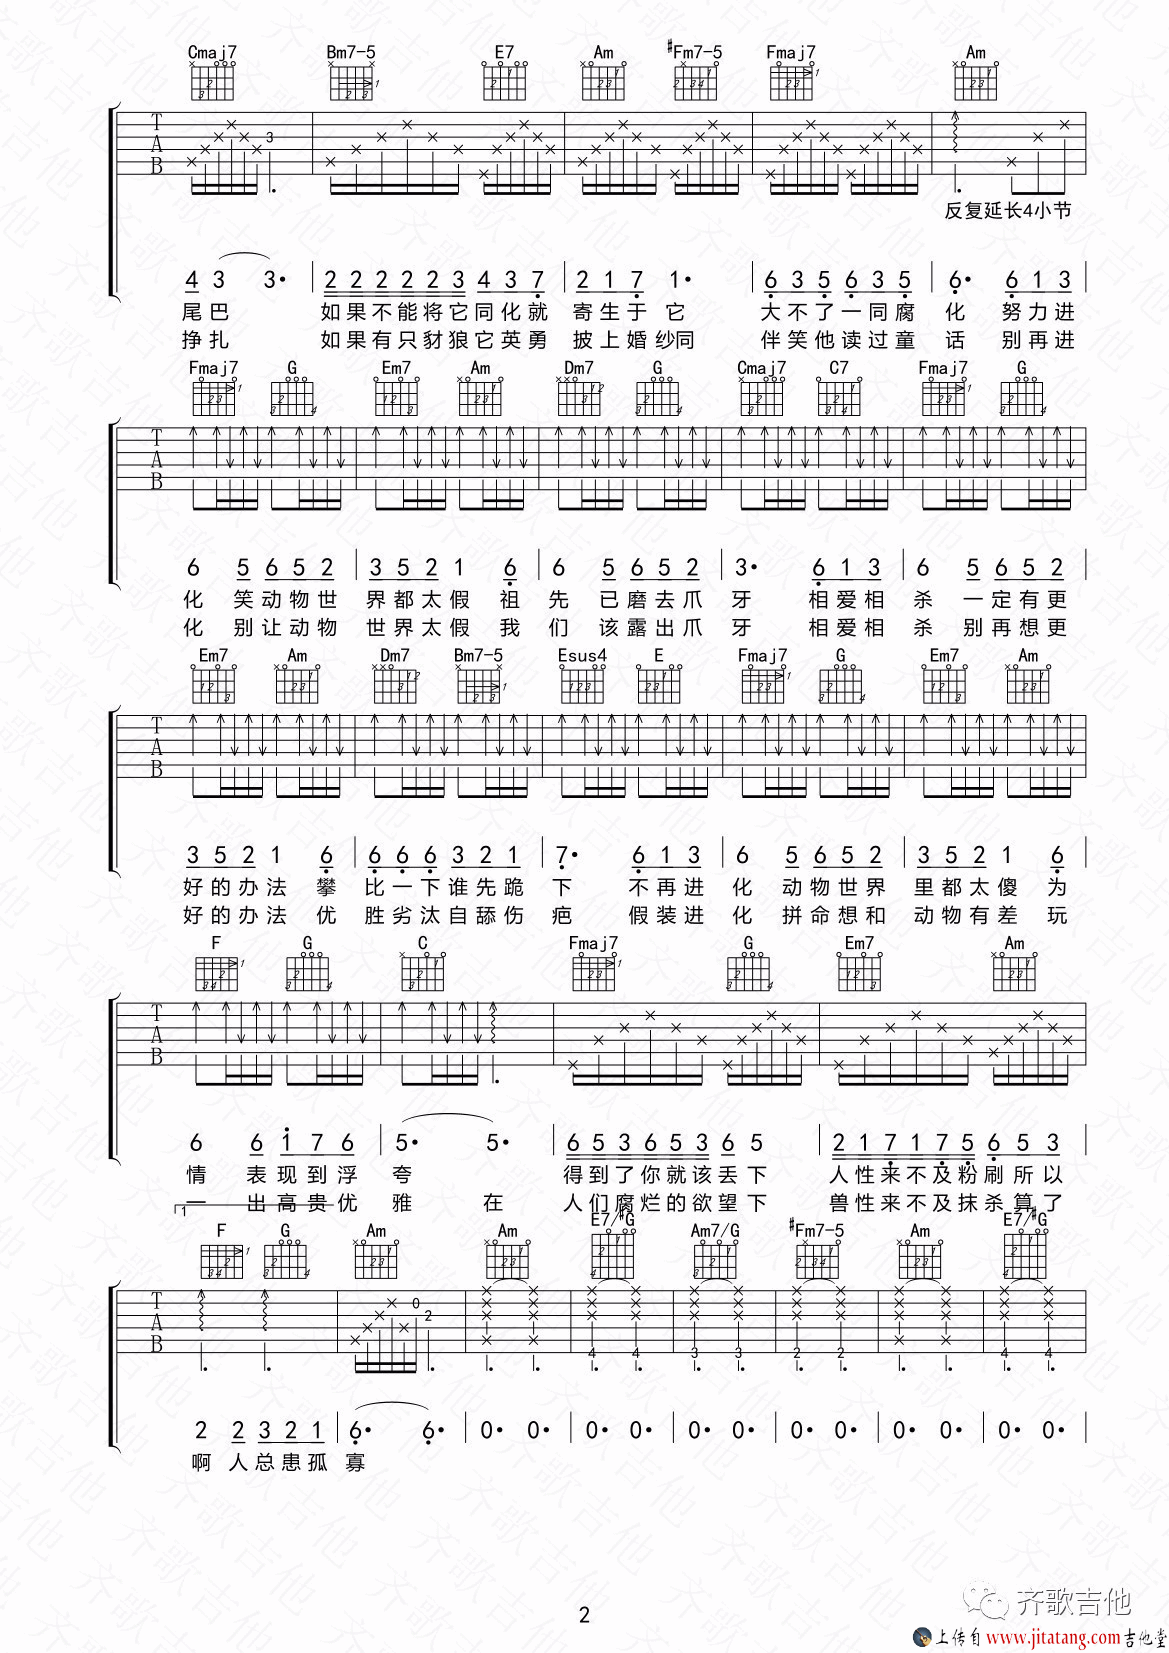 Cmaj7 Bm7-5 E7 Am #Fm7-5 Fmaj7 Am
T A B 3
反复延长4小节
4 3 3· 2 2 2 2 2 3 4 3 7 2 1 7 1· 6 3 5 6 3 5 6· 6 1 3
尾巴 如果不能将它同化就 寄生于它 大不了一同腐 化 努力进
挣扎 如果有只豺狼它英勇 披上婚纱同 伴笑他读过童 话 别再进
Fmaj7 G Em7 Am Dm7 G Cmaj7 C7 Fmaj7 G
T A B
6 5 6 5 2 3 5 2 1 6 6 5 6 5 2 3· 6 1 3 6 5 6 5 2
化 笑动物世 界都太假 祖 先 已磨去爪 牙 相爱相 杀 一定有更
化 别让动物 世界太假 我 们 该露出爪 牙 相爱相 杀 别再想更
Em7 Am Dm7 Bm7-5 Esus4 E Fmaj7 G Em7 Am
T A B
3 5 2 1 6 6 6 6 3 2 1 7· 6 1 3 6 5 6 5 2 3 5 2 1 6
好的办法 攀 比一下谁先跪 下 不再进 化 动物世界 里都太傻 为
好的办法 优 胜劣汰自舔伤 疤 假装进 化 拼命想和 动物有差 玩
F G C Fmaj7 G Em7 Am
T A B
6 6 1 7 6 5· 5· 6 5 3 6 5 3 6 5 2 1 7 1 7 5 6 5 3
情 表现到浮 夸 得到了你就该丢下 人性来不及粉刷所以
一 出高贵优 雅 在 人们腐烂的欲望下 兽性来不及抹杀算了
1
F G Am Am E7/#G Am7/G #Fm7-5 Am E7/#G
T A B 0 2 4 4 3 3 2 2 4 4
2 2 3 2 1 6· 6· 0· 0· 0· 0· 0· 0· 0· 0· 0· 0· 0· 0·
啊 人总患孤 寡
2
齐歌吉他
上传自 www.jitatang.com 吉他堂